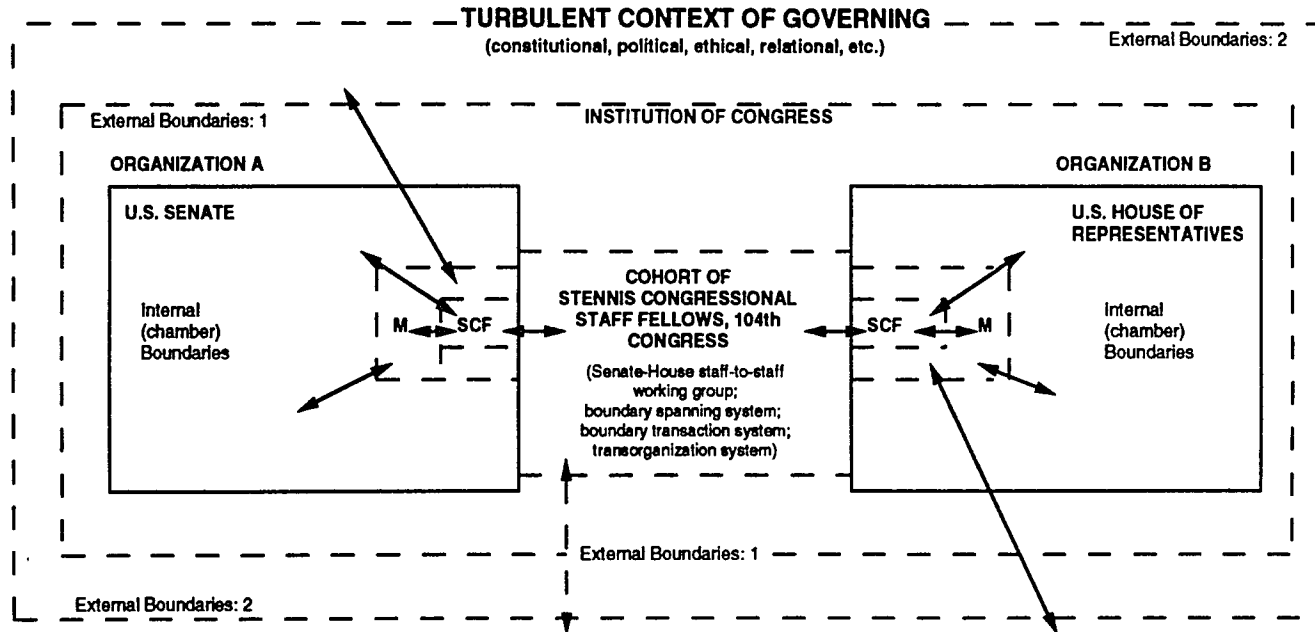 TURBULENT CONTEXT OF GOVERNING
(constitutional, political, ethical, relational, etc.)
External Boundaries: 2
External Boundaries: 1
INSTITUTION OF CONGRESS
ORGANIZATION A
ORGANIZATION B
U.S. SENATE
U.S. HOUSE OF
REPRESENTATIVES
Internal
(chamber)
Boundaries
M
SCF
COHORT OF
STENNIS CONGRESSIONAL
STAFF FELLOWS, 104th
CONGRESS
(Senate-House staff-to-staff
working group;
boundary spanning system;
boundary transaction system;
transorganization system)
SCF
M
Internal
(chamber)
Boundaries
External Boundaries: 1
External Boundaries: 2